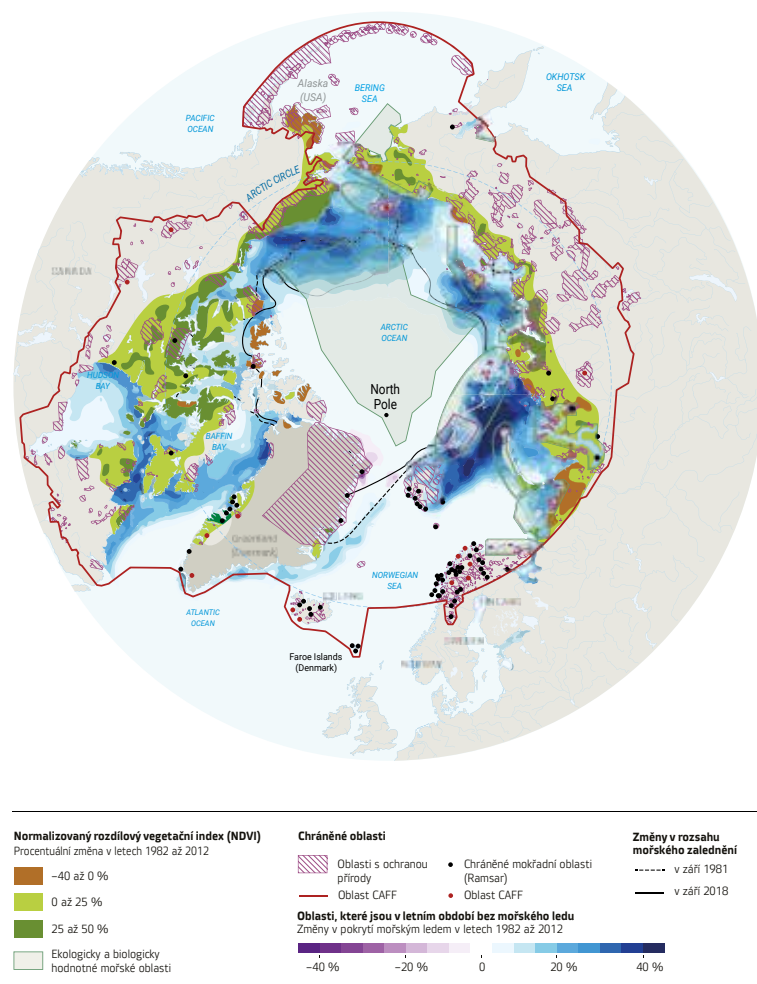 Alaska
(USA)
BERING
SEA
OKHOTSK
SEA
PACIFIC
OCEAN
ARCTIC CIRCLE
CANADA
ARCTIC
OCEAN
HUDSON
BAY
North
Pole
BAFFIN
BAY
Greenland
(Denmark)
NORWEGIAN
SEA
ICELAND
ATLANTIC
OCEAN
SWEDEN
Faroe Islands
(Denmark)
NORWAY
Normalizovaný rozdílový vegetační index (NDVI)
Procentuální změna v letech 1982 až 2012
−40 až 0 %
0 až 25 %
25 až 50 %
Ekologicky a biologicky
hodnotné mořské oblasti
Chráněné oblasti
Oblasti s ochranou
přírody
Oblast CAFF
Chráněné mokřadní oblasti
(Ramsar)
Oblast CAFF
Oblasti, které jsou v letním období bez mořského ledu
Změny v pokrytí mořským ledem v letech 1982 až 2012
−40 % −20 % 0 20 % 40 %
Změny v rozsahu
mořského zalednění
v září 1981
v září 2018